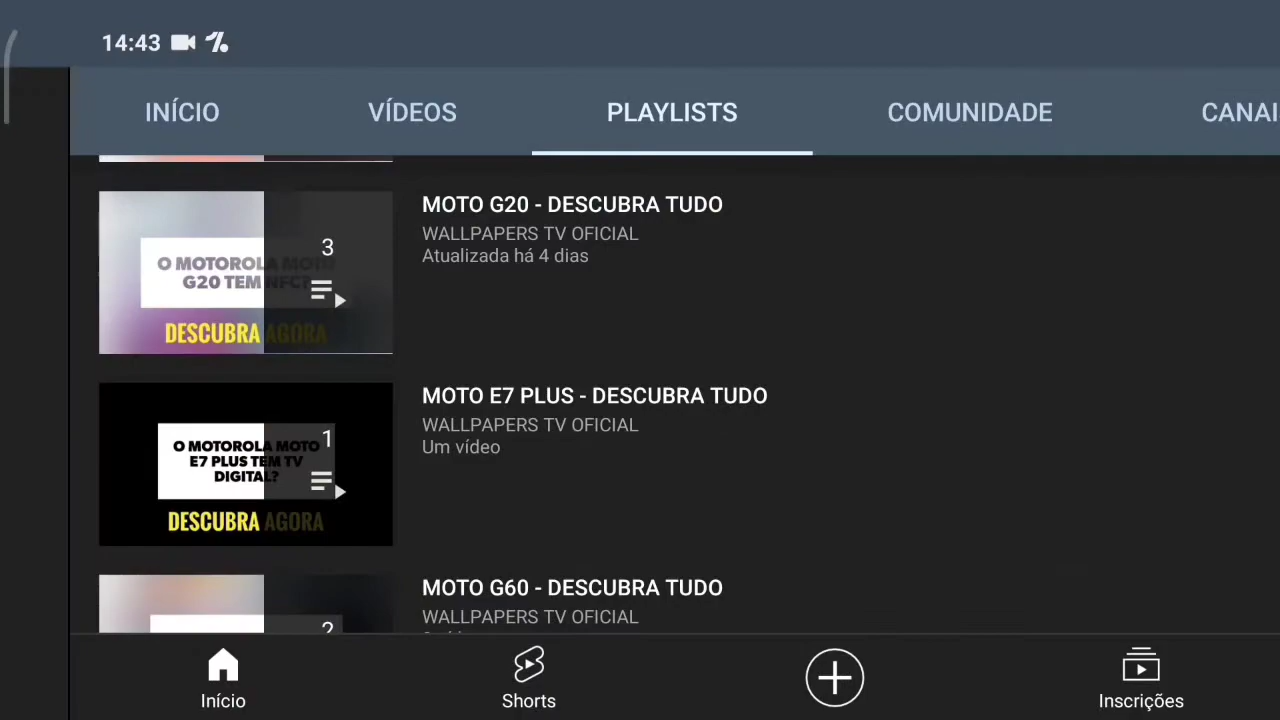 14:43
INÍCIO
VÍDEOS
PLAYLISTS
COMUNIDADE
CANAI
O MOTOROLA MOTO
G20 TEM NFC?
DESCUBRA AGORA
3
MOTO G20 - DESCUBRA TUDO
WALLPAPERS TV OFICIAL
Atualizada há 4 dias
O MOTOROLA MOTO
E7 PLUS TEM TV
DIGITAL?
DESCUBRA AGORA
1
MOTO E7 PLUS - DESCUBRA TUDO
WALLPAPERS TV OFICIAL
Um vídeo
2
MOTO G60 - DESCUBRA TUDO
WALLPAPERS TV OFICIAL
Início
Shorts
Inscrições